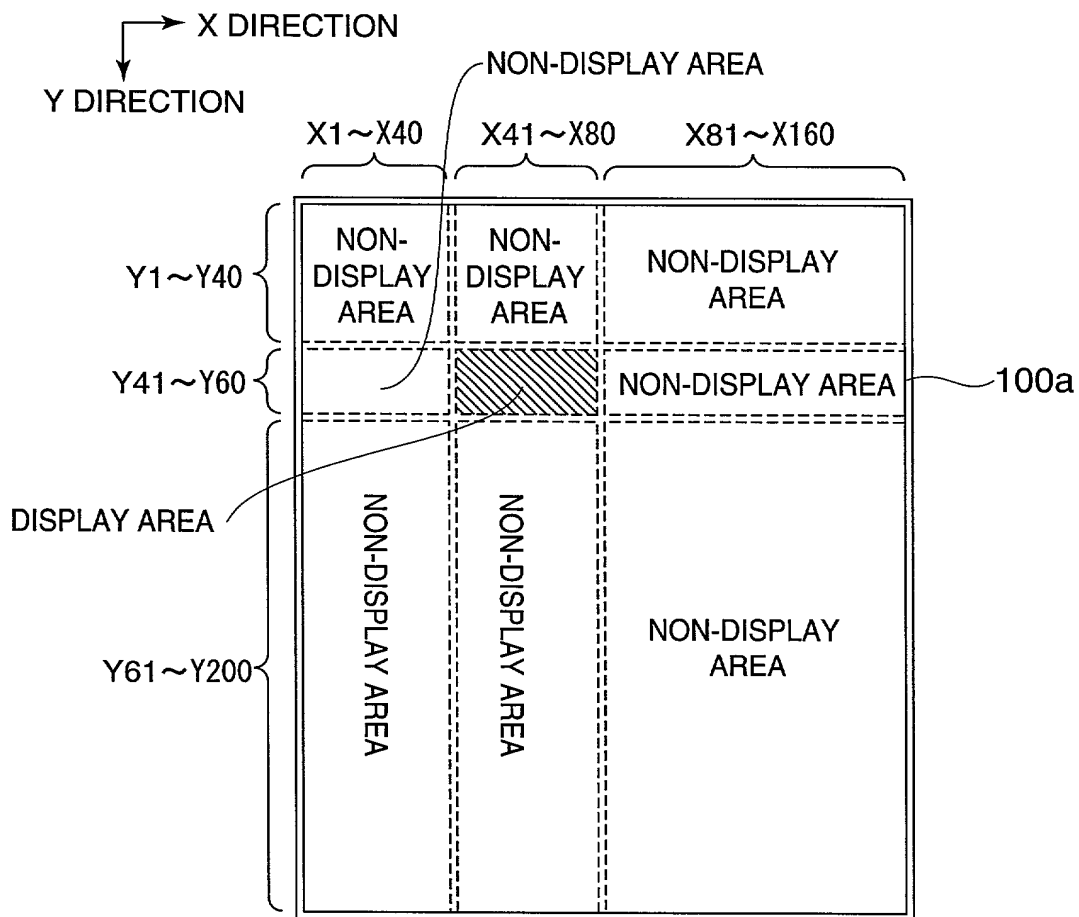 X DIRECTION
Y DIRECTION
NON-DISPLAY AREA
X1～X40
X41～X80
X81～X160
Y1～Y40
NON-
DISPLAY
AREA
NON-
DISPLAY
AREA
NON-DISPLAY
AREA
Y41～Y60
NON-DISPLAY AREA
100a
DISPLAY AREA
Y61～Y200
NON-DISPLAY AREA
NON-DISPLAY AREA
NON-DISPLAY
AREA